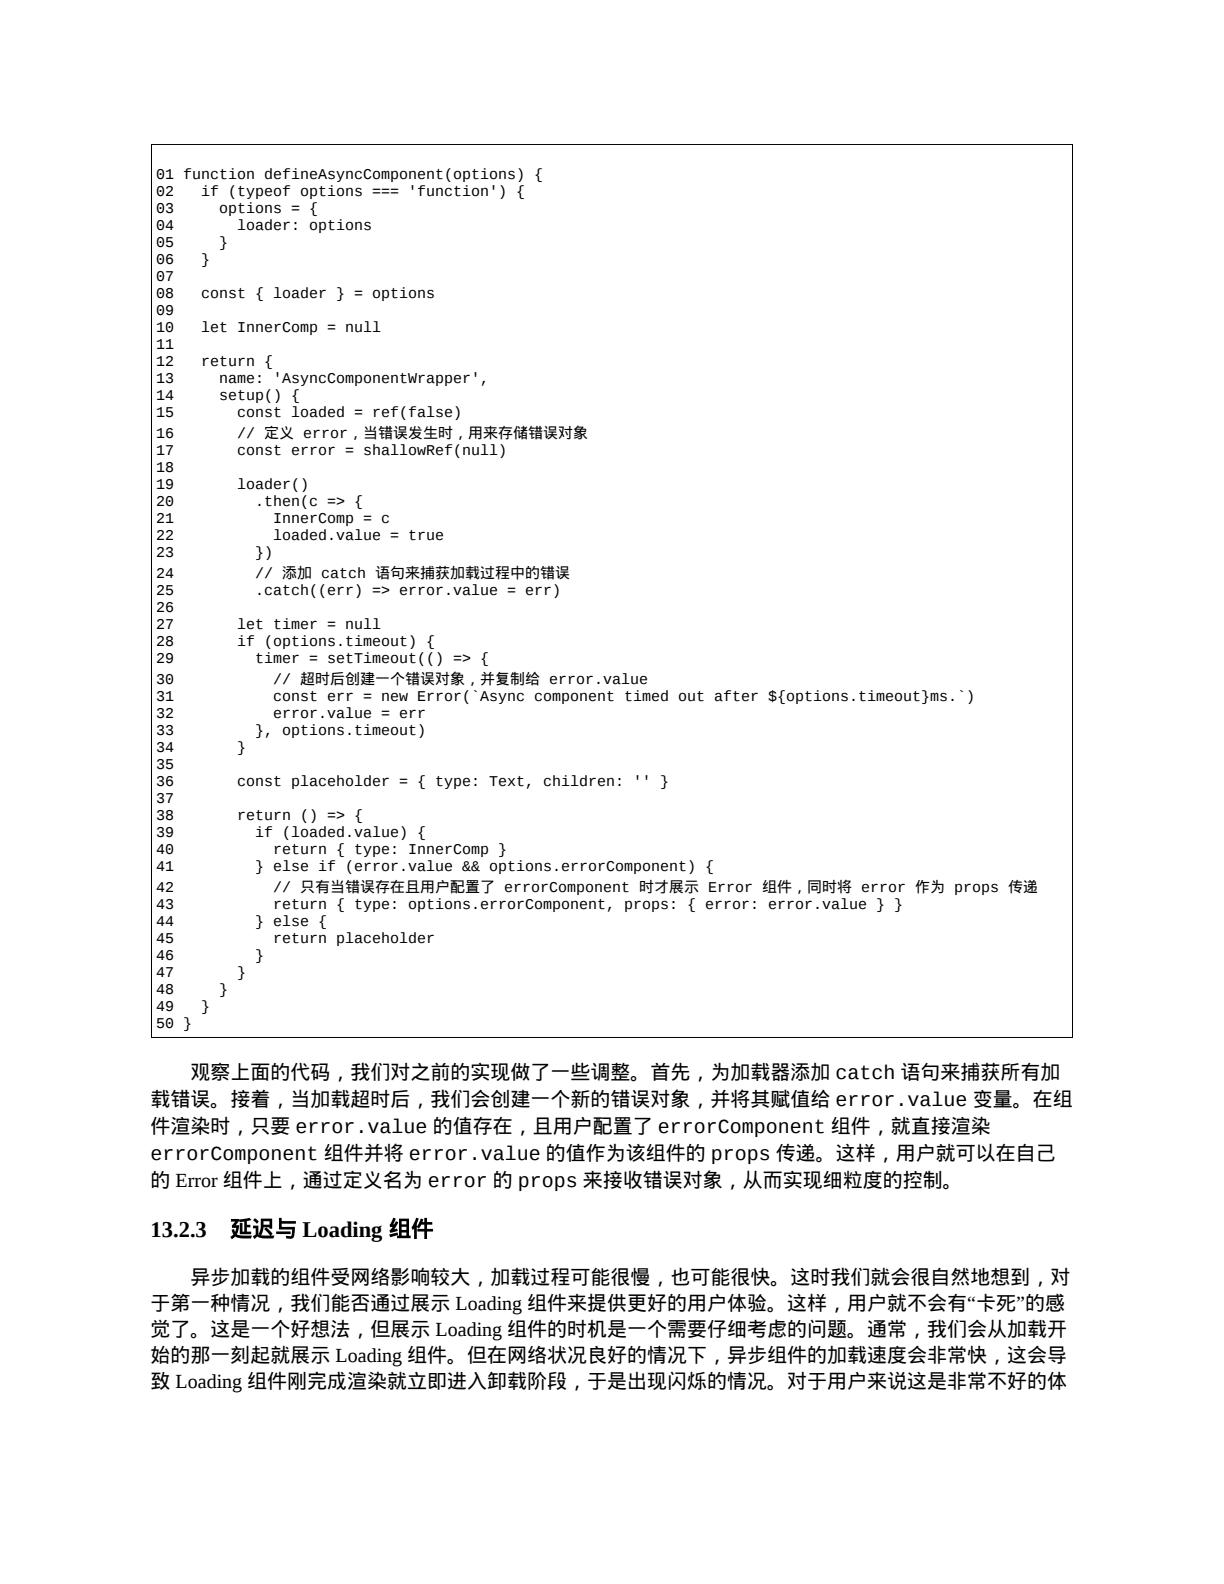 01 function defineAsyncComponent(options) {
02   if (typeof options === 'function') {
03     options = {
04       loader: options
05     }
06   }
07
08   const { loader } = options
09
10   let InnerComp = null
11
12   return {
13     name: 'AsyncComponentWrapper',
14     setup() {
15       const loaded = ref(false)
16       // 定义 error，当错误发生时，用来存储错误对象
17       const error = shallowRef(null)
18
19       loader()
20         .then(c => {
21           InnerComp = c
22           loaded.value = true
23         })
24         // 添加 catch 语句来捕获加载过程中的错误
25         .catch((err) => error.value = err)
26
27       let timer = null
28       if (options.timeout) {
29         timer = setTimeout(() => {
30           // 超时后创建一个错误对象，并复制给 error.value
31           const err = new Error(`Async component timed out after ${options.timeout}ms.`)
32           error.value = err
33         }, options.timeout)
34       }
35
36       const placeholder = { type: Text, children: '' }
37
38       return () => {
39         if (loaded.value) {
40           return { type: InnerComp }
41         } else if (error.value && options.errorComponent) {
42           // 只有当错误存在且用户配置了 errorComponent 时才展示 Error 组件，同时将 error 作为 props 传递
43           return { type: options.errorComponent, props: { error: error.value } }
44         } else {
45           return placeholder
46         }
47       }
48     }
49   }
50 }
观察上面的代码，我们对之前的实现做了一些调整。首先，为加载器添加 catch 语句来捕获所有加
载错误。接着，当加载超时后，我们会创建一个新的错误对象，并将其赋值给 error.value 变量。在组
件渲染时，只要 error.value 的值存在，且用户配置了 errorComponent 组件，就直接渲染
errorComponent 组件并将 error.value 的值作为该组件的 props 传递。这样，用户就可以在自己
的 Error 组件上，通过定义名为 error 的 props 来接收错误对象，从而实现细粒度的控制。
13.2.3 延迟与 Loading 组件
异步加载的组件受网络影响较大，加载过程可能很慢，也可能很快。这时我们就会很自然地想到，对
于第一种情况，我们能否通过展示 Loading 组件来提供更好的用户体验。这样，用户就不会有“卡死”的感
觉了。这是一个好想法，但展示 Loading 组件的时机是一个需要仔细考虑的问题。通常，我们会从加载开
始的那一刻起就展示 Loading 组件。但在网络状况良好的情况下，异步组件的加载速度会非常快，这会导
致 Loading 组件刚完成渲染就立即进入卸载阶段，于是出现闪烁的情况。对于用户来说这是非常不好的体